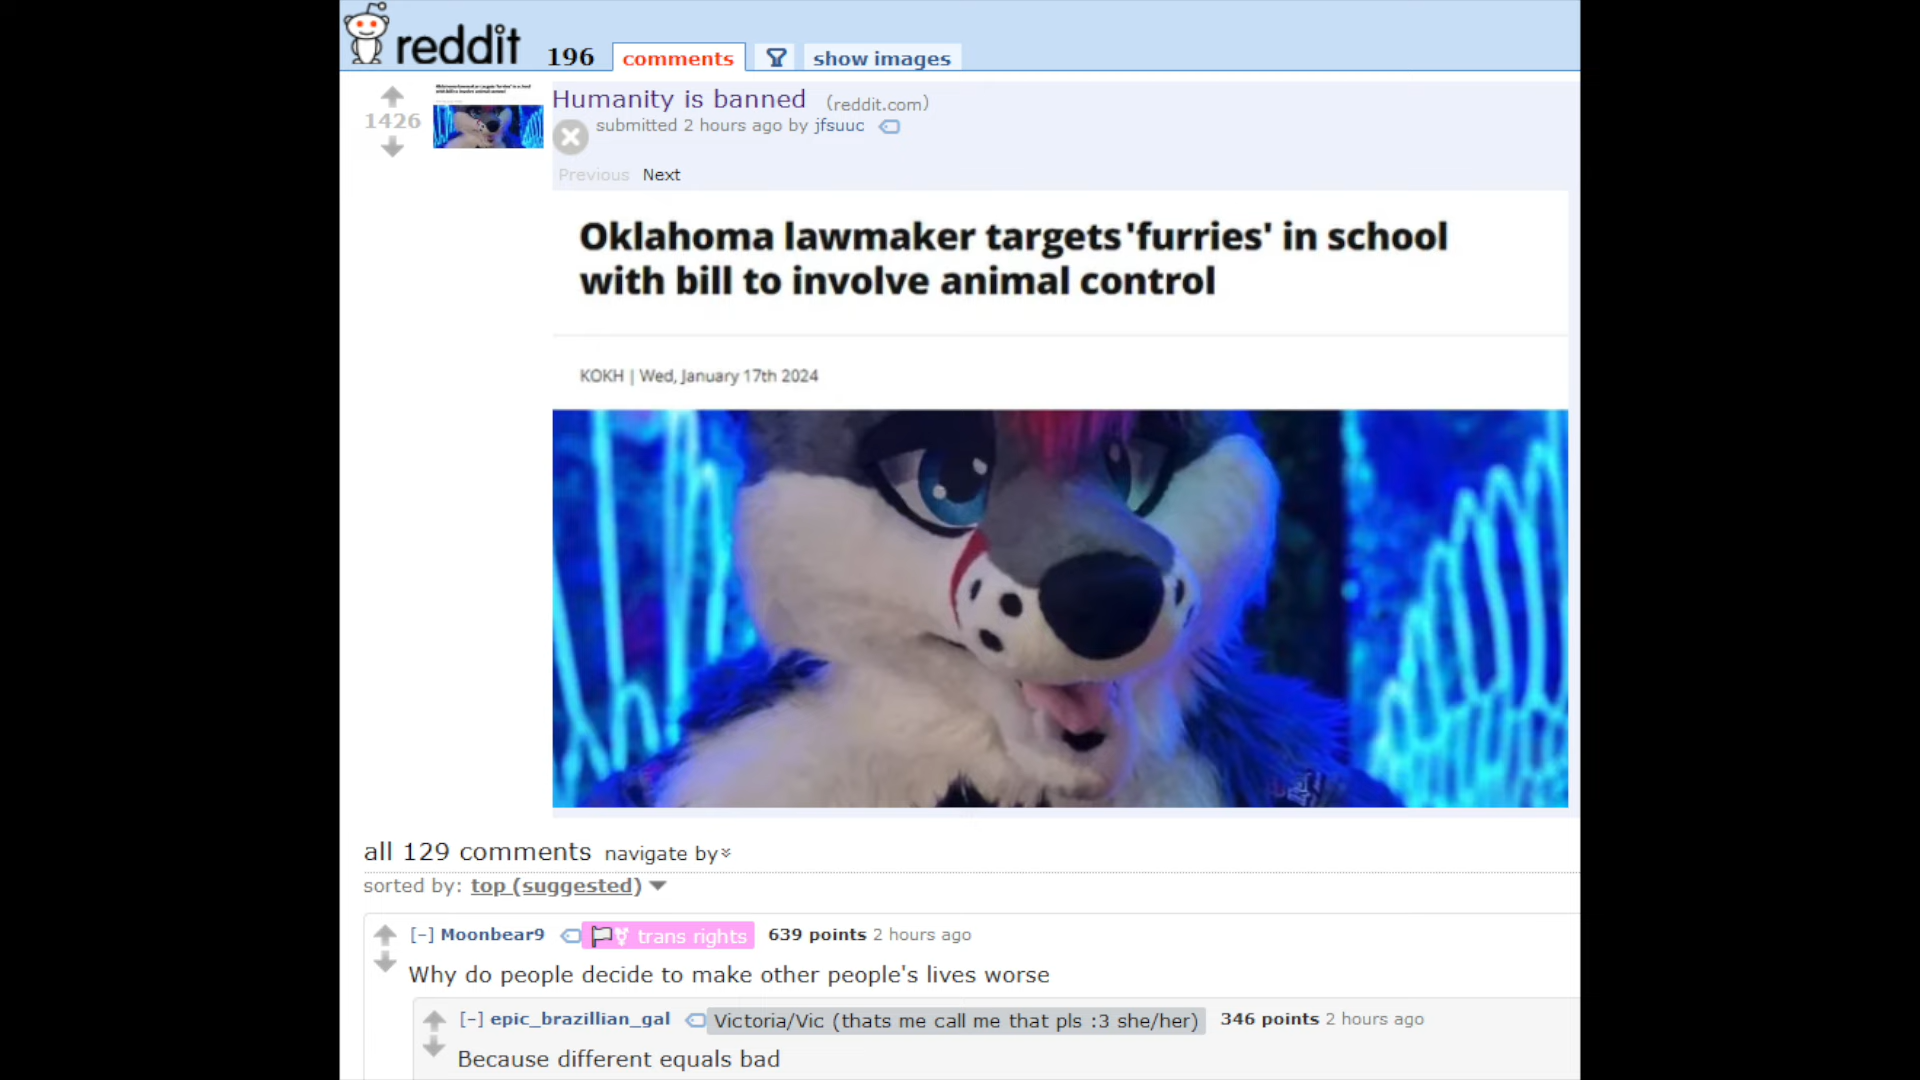 reddit 196 comments show images
1426
Humanity is banned (reddit.com)
submitted 2 hours ago by jfsuuc
Previous Next
Oklahoma lawmaker targets 'furries' in school
with bill to involve animal control
KOKH | Wed, January 17th 2024
all 129 comments navigate by
sorted by: top (suggested)
[–] Moonbear9 🏳️‍⚧ trans rights 639 points 2 hours ago
Why do people decide to make other people's lives worse
[–] epic_brazillian_gal Victoria/Vic (thats me call me that pls :3 she/her) 346 points 2 hours ago
Because different equals bad